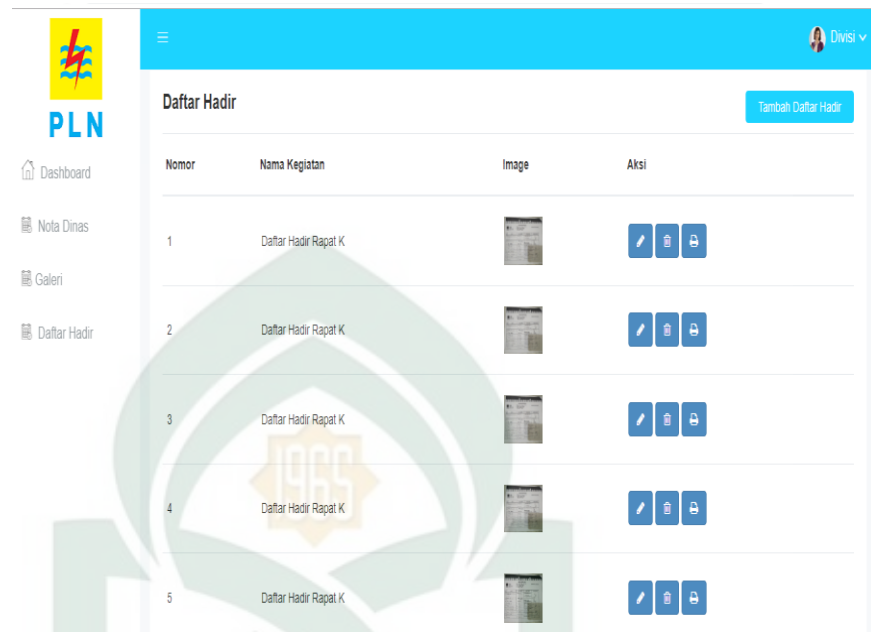 Divisi
PLN
Daftar Hadir
Tambah Daftar Hadir
Dashboard
Nota Dinas
Galeri
Daftar Hadir
Nomor Nama Kegiatan Image Aksi
1 Daftar Hadir Rapat K
2 Daftar Hadir Rapat K
3 Daftar Hadir Rapat K
4 Daftar Hadir Rapat K
5 Daftar Hadir Rapat K
1965